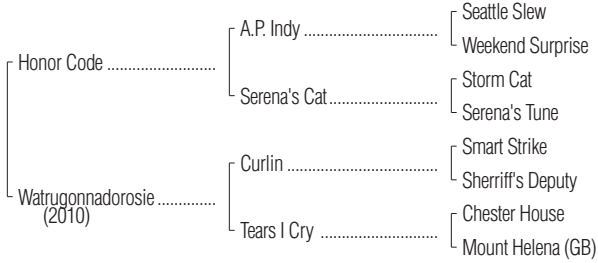 Seattle Slew
A.P. Indy
Weekend Surprise
Honor Code
Storm Cat
Serena's Cat
Serena's Tune
Smart Strike
Curlin
Sherriff's Deputy
Watrugonnadorosie
(2010)
Chester House
Tears I Cry
Mount Helena (GB)